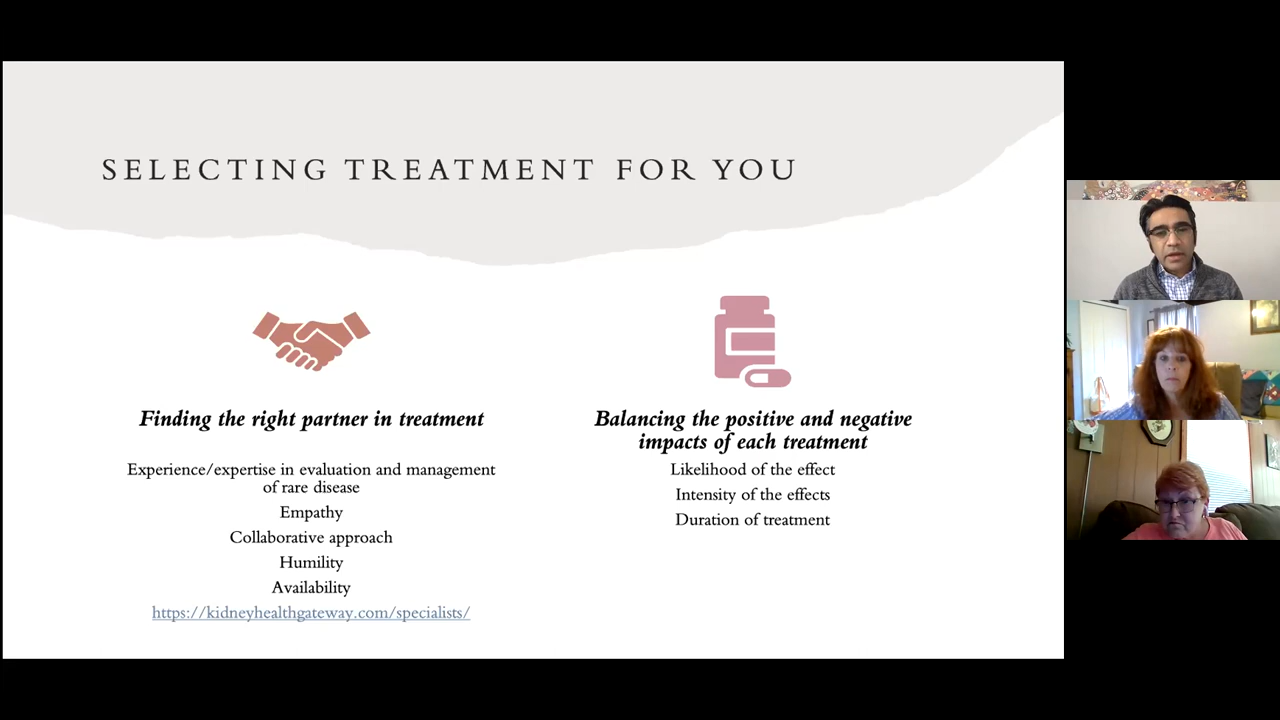 SELECTING TREATMENT FOR YOU
Finding the right partner in treatment
Experience/expertise in evaluation and management
of rare disease
Empathy
Collaborative approach
Humility
Availability
https://kidneyhealthgateway.com/specialists/
Balancing the positive and negative
impacts of each treatment
Likelihood of the effect
Intensity of the effects
Duration of treatment